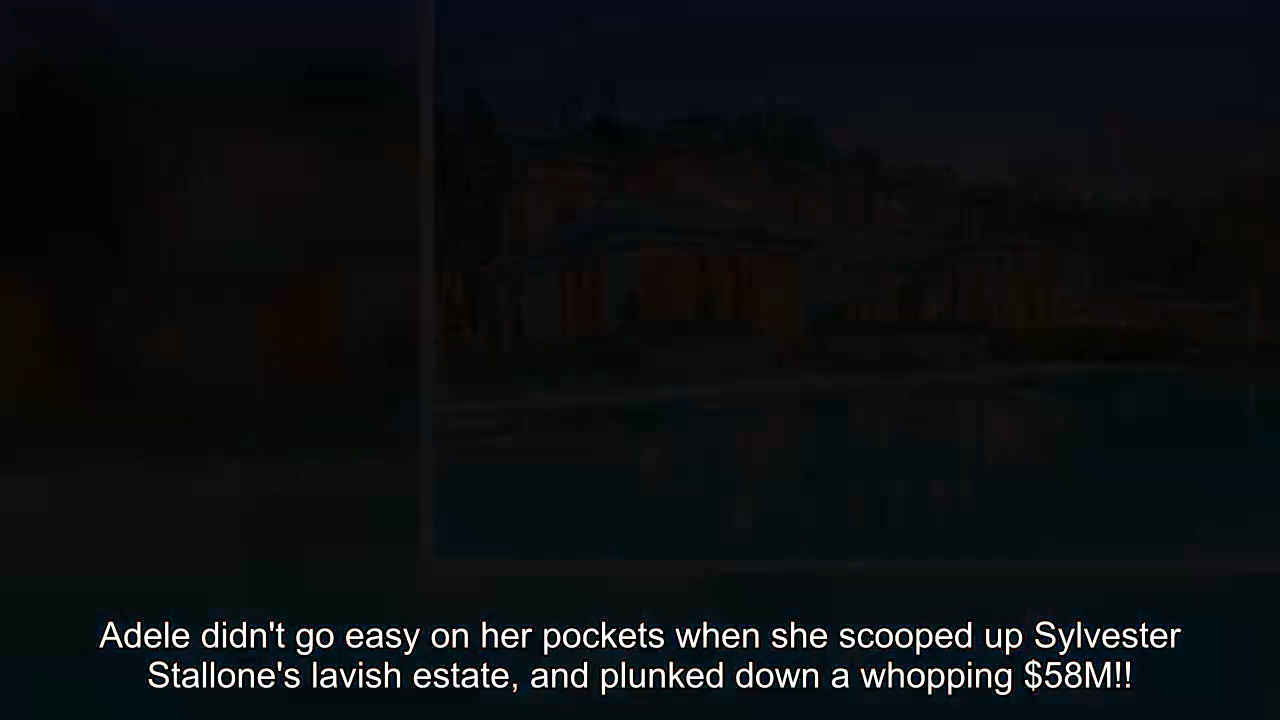 Adele didn't go easy on her pockets when she scooped up Sylvester
Stallone's lavish estate, and plunked down a whopping $58M!!